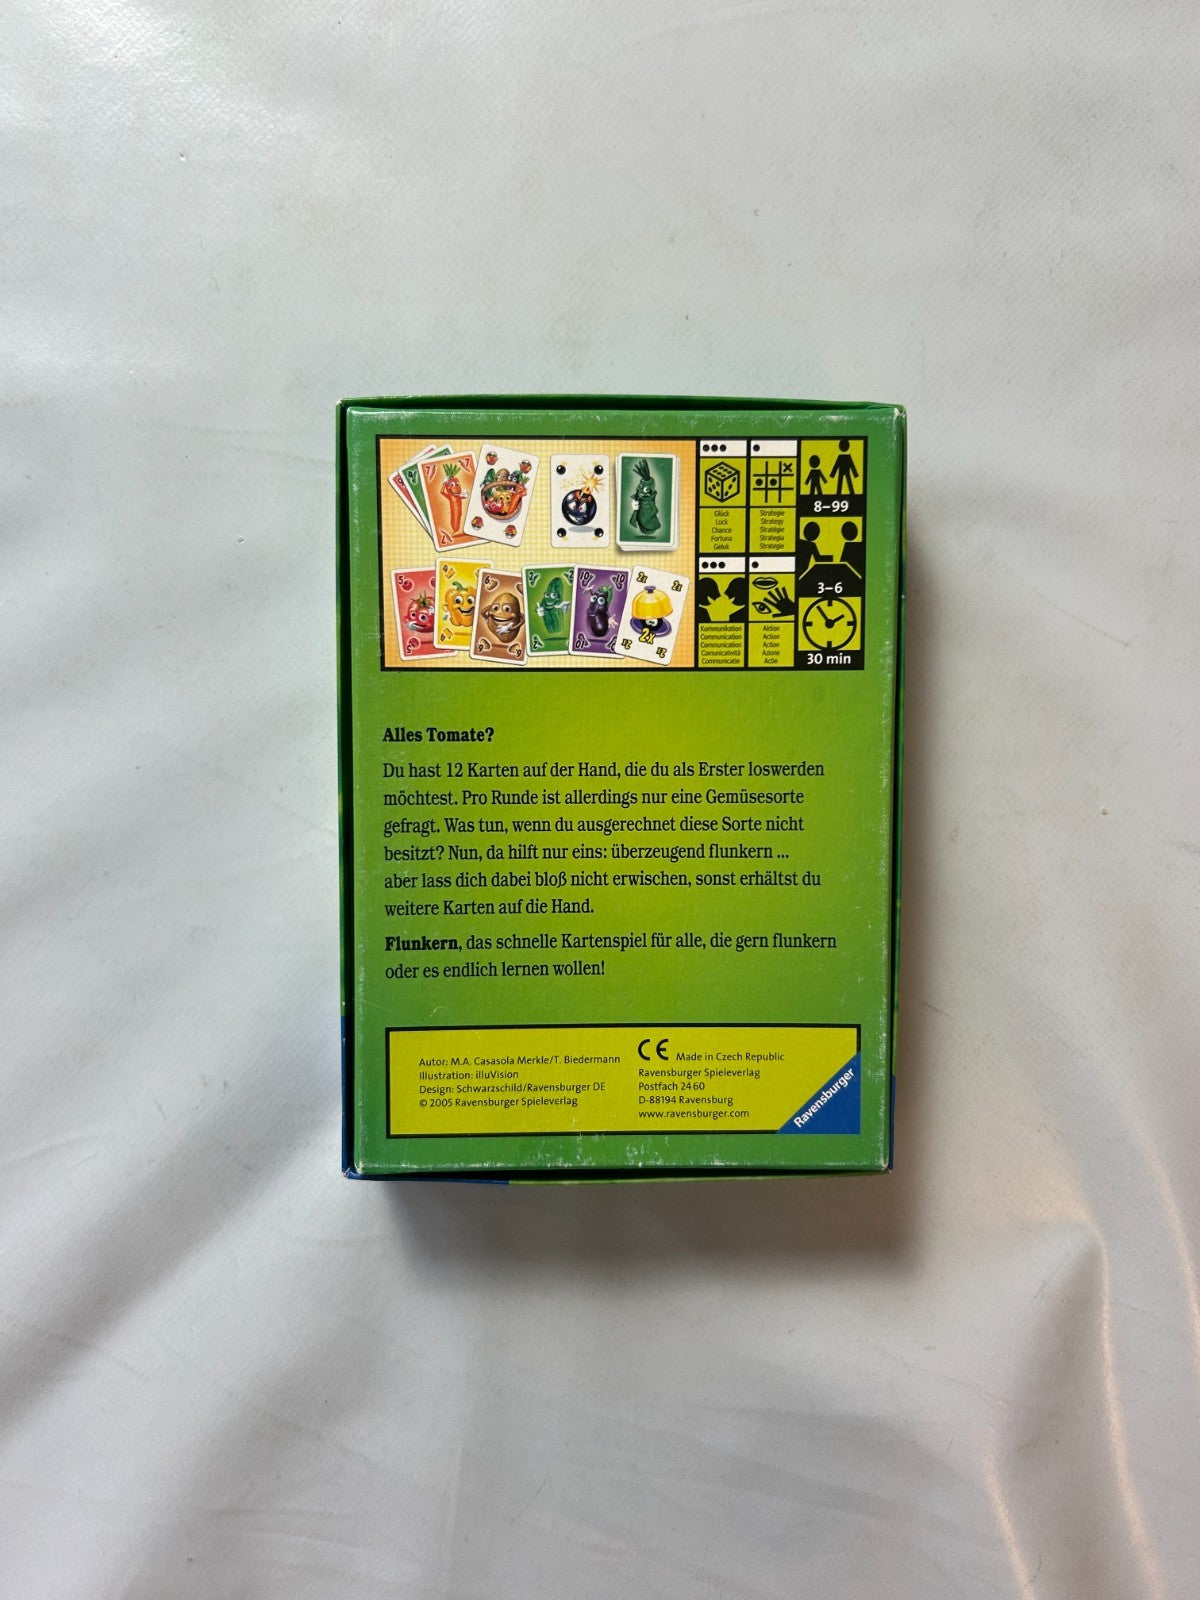 8–99
Glück
Luck
Chance
Fortuna
Geluk
Strategie
Strategy
Stratégie
Strategia
Strategie
3–6
Kommunikation
Communication
Communication
Comunicatività
Communicatie
Aktion
Action
Action
Azione
Actie
30 min
Alles Tomate?
Du hast 12 Karten auf der Hand, die du als Erster loswerden
möchtest. Pro Runde ist allerdings nur eine Gemüsesorte
gefragt. Was tun, wenn du ausgerechnet diese Sorte nicht
besitzt? Nun, da hilft nur eins: überzeugend flunkern ...
aber lass dich dabei bloß nicht erwischen, sonst erhältst du
weitere Karten auf die Hand.
Flunkern, das schnelle Kartenspiel für alle, die gern flunkern
oder es endlich lernen wollen!
Autor: M.A. Casasola Merkle/T. Biedermann
Illustration: illuVision
Design: Schwarzschild/Ravensburger DE
© 2005 Ravensburger Spieleverlag
CE Made in Czech Republic
Ravensburger Spieleverlag
Postfach 24 60
D-88194 Ravensburg
www.ravensburger.com
Ravensburger